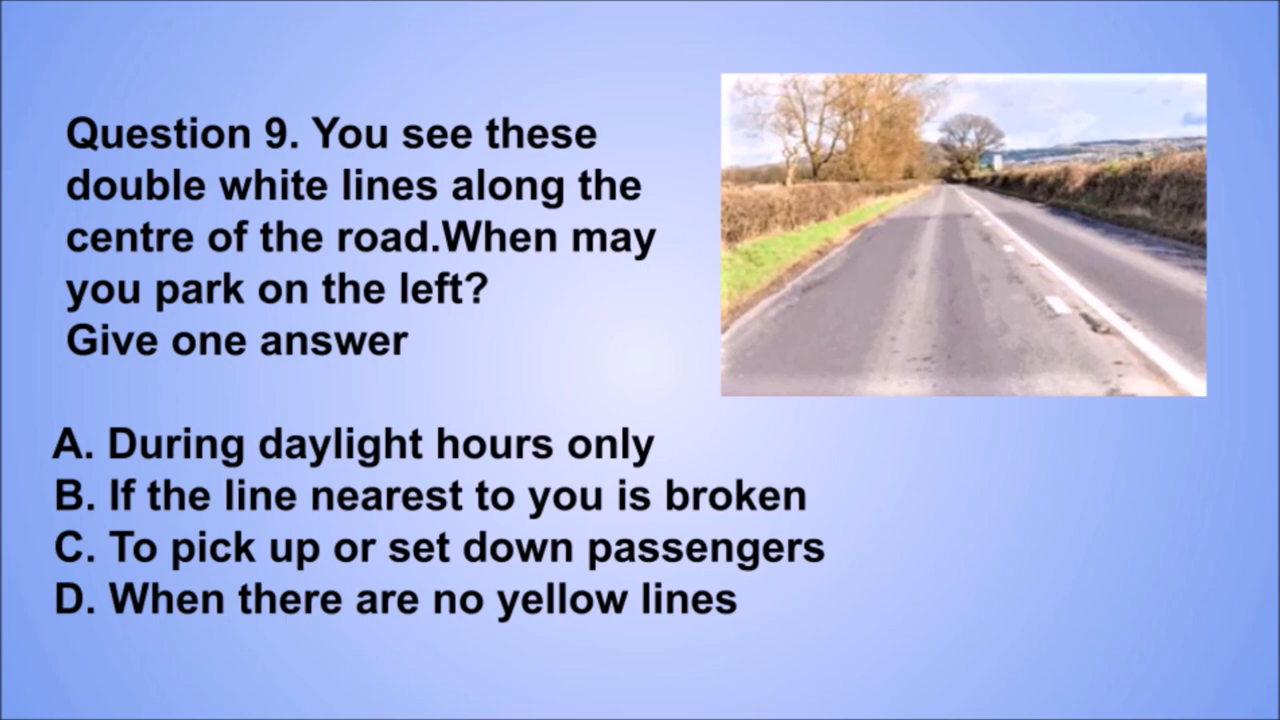 Question 9. You see these
double white lines along the
centre of the road.When may
you park on the left?
Give one answer
A. During daylight hours only
B. If the line nearest to you is broken
C. To pick up or set down passengers
D. When there are no yellow lines